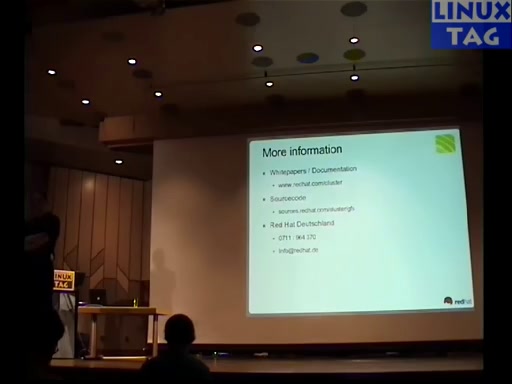 LINUX
TAG
More information
Whitepapers / Documentation
www.redhat.com/cluster
Sourcecode
sources.redhat.com/cluster/gfs
Red Hat Deutschland
0711 / 964 370
info@redhat.de
redhat
LINUX
TAG